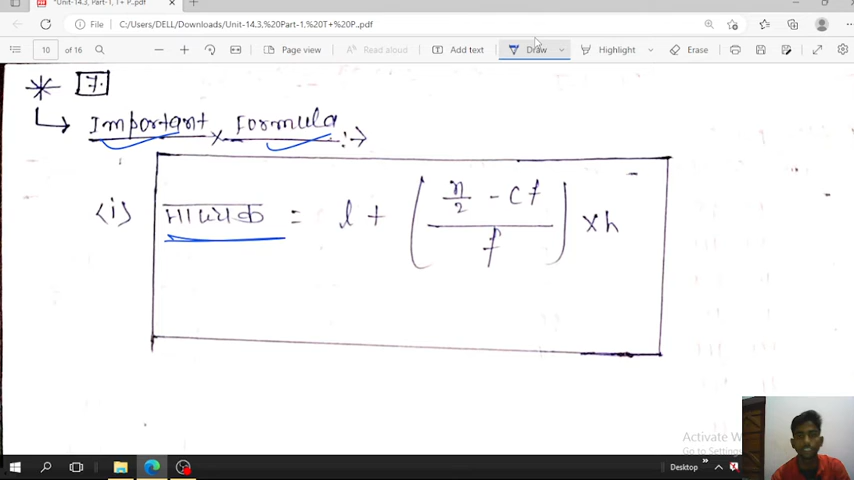 "Unit-14.3, Part-1, T+ P..pdf
File C:/Users/DELL/Downloads/Unit-14.3,%20Part-1.%20T+%20P..pdf
10 of 16 Page view Read aloud Add text Draw Highlight Erase
7.
Important Formula :→
(i) माध्यिक = l + ( (n/2 - cf) / f ) × h
Activate W
Go to Settings
Desktop